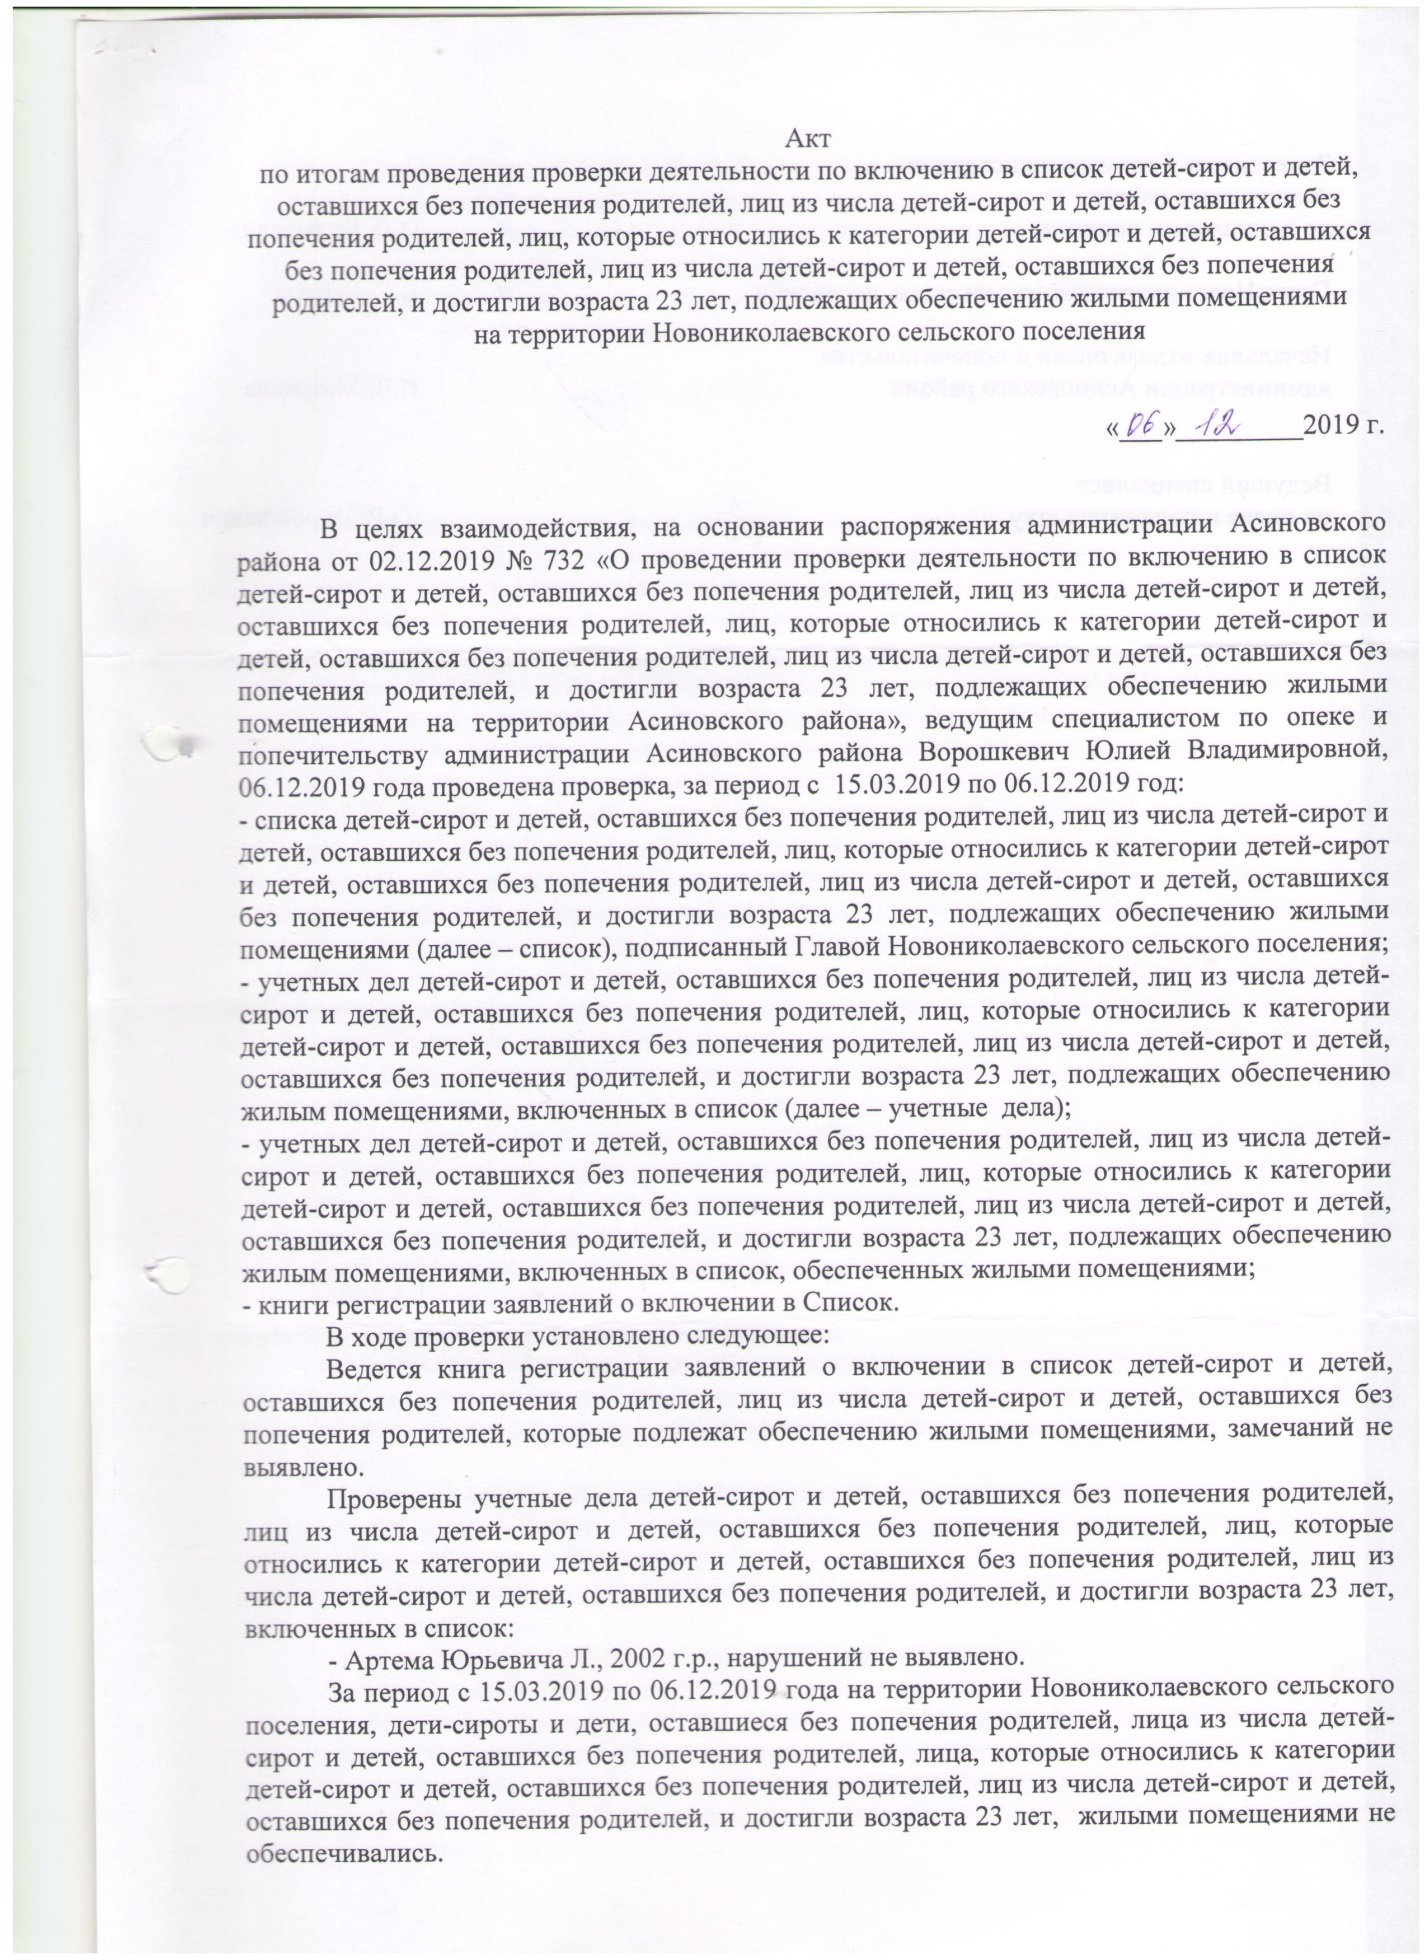 Акт
по итогам проведения проверки деятельности по включению в список детей-сирот и детей,
оставшихся без попечения родителей, лиц из числа детей-сирот и детей, оставшихся без
попечения родителей, лиц, которые относились к категории детей-сирот и детей, оставшихся
без попечения родителей, лиц из числа детей-сирот и детей, оставшихся без попечения
родителей, и достигли возраста 23 лет, подлежащих обеспечению жилыми помещениями
на территории Новониколаевского сельского поселения
«06» 12 2019 г.
В целях взаимодействия, на основании распоряжения администрации Асиновского
района от 02.12.2019 № 732 «О проведении проверки деятельности по включению в список
детей-сирот и детей, оставшихся без попечения родителей, лиц из числа детей-сирот и детей,
оставшихся без попечения родителей, лиц, которые относились к категории детей-сирот и
детей, оставшихся без попечения родителей, лиц из числа детей-сирот и детей, оставшихся без
попечения родителей, и достигли возраста 23 лет, подлежащих обеспечению жилыми
помещениями на территории Асиновского района», ведущим специалистом по опеке и
попечительству администрации Асиновского района Ворошкевич Юлией Владимировной,
06.12.2019 года проведена проверка, за период с 15.03.2019 по 06.12.2019 год:
- списка детей-сирот и детей, оставшихся без попечения родителей, лиц из числа детей-сирот и
детей, оставшихся без попечения родителей, лиц, которые относились к категории детей-сирот
и детей, оставшихся без попечения родителей, лиц из числа детей-сирот и детей, оставшихся
без попечения родителей, и достигли возраста 23 лет, подлежащих обеспечению жилыми
помещениями (далее – список), подписанный Главой Новониколаевского сельского поселения;
- учетных дел детей-сирот и детей, оставшихся без попечения родителей, лиц из числа детей-
сирот и детей, оставшихся без попечения родителей, лиц, которые относились к категории
детей-сирот и детей, оставшихся без попечения родителей, лиц из числа детей-сирот и детей,
оставшихся без попечения родителей, и достигли возраста 23 лет, подлежащих обеспечению
жилым помещениями, включенных в список (далее – учетные дела);
- учетных дел детей-сирот и детей, оставшихся без попечения родителей, лиц из числа детей-
сирот и детей, оставшихся без попечения родителей, лиц, которые относились к категории
детей-сирот и детей, оставшихся без попечения родителей, лиц из числа детей-сирот и детей,
оставшихся без попечения родителей, и достигли возраста 23 лет, подлежащих обеспечению
жилым помещениями, включенных в список, обеспеченных жилыми помещениями;
- книги регистрации заявлений о включении в Список.
В ходе проверки установлено следующее:
Ведется книга регистрации заявлений о включении в список детей-сирот и детей,
оставшихся без попечения родителей, лиц из числа детей-сирот и детей, оставшихся без
попечения родителей, которые подлежат обеспечению жилыми помещениями, замечаний не
выявлено.
Проверены учетные дела детей-сирот и детей, оставшихся без попечения родителей,
лиц из числа детей-сирот и детей, оставшихся без попечения родителей, лиц, которые
относились к категории детей-сирот и детей, оставшихся без попечения родителей, лиц из
числа детей-сирот и детей, оставшихся без попечения родителей, и достигли возраста 23 лет,
включенных в список:
- Артема Юрьевича Л., 2002 г.р., нарушений не выявлено.
За период с 15.03.2019 по 06.12.2019 года на территории Новониколаевского сельского
поселения, дети-сироты и дети, оставшиеся без попечения родителей, лица из числа детей-
сирот и детей, оставшихся без попечения родителей, лица, которые относились к категории
детей-сирот и детей, оставшихся без попечения родителей, лиц из числа детей-сирот и детей,
оставшихся без попечения родителей, и достигли возраста 23 лет, жилыми помещениями не
обеспечивались.